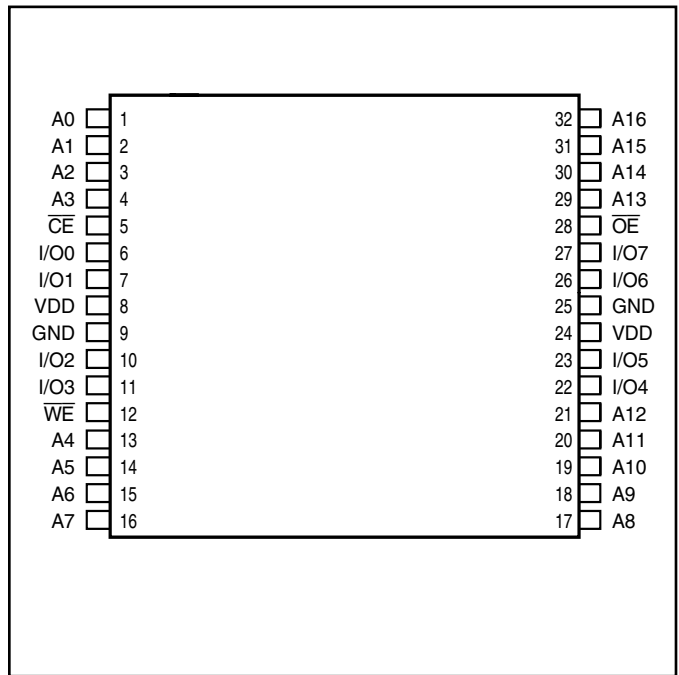 A0 1 32 A16
A1 2 31 A15
A2 3 30 A14
A3 4 29 A13
C̅E̅ 5 28 O̅E̅
I/O0 6 27 I/O7
I/O1 7 26 I/O6
VDD 8 25 GND
GND 9 24 VDD
I/O2 10 23 I/O5
I/O3 11 22 I/O4
W̅E̅ 12 21 A12
A4 13 20 A11
A5 14 19 A10
A6 15 18 A9
A7 16 17 A8